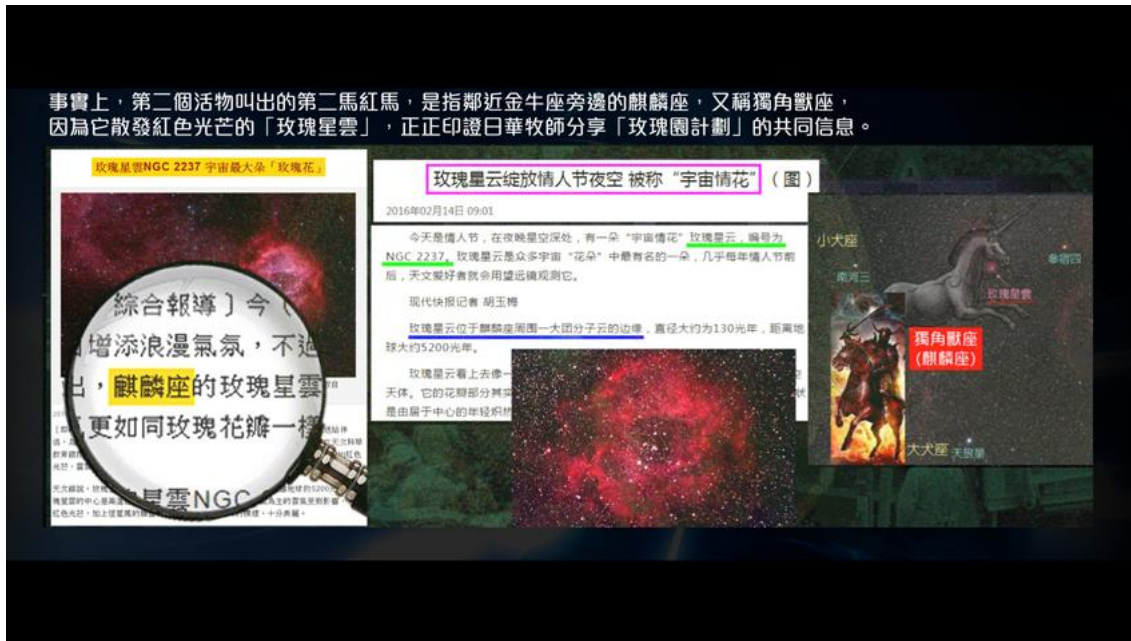 事實上，第二個活物叫出的第二馬紅馬，是指鄰近金牛座旁邊的麒麟座，又稱獨角獸座，
因為它散發紅色光芒的「玫瑰星雲」，正正印證日華牧師分享「玫瑰園計劃」的共同信息。
玫瑰星雲NGC 2237 宇宙最大朵「玫瑰花」
綜合報導〕今
增添浪漫氣氛，不過
出，麒麟座的玫瑰星雲
更如同玫瑰花瓣一樣
星雲NGC
玫瑰星云绽放情人节夜空 被称“宇宙情花”（图）
2016年02月14日 09:01
今天是情人节，在夜晚星空深处，有一朵“宇宙情花”玫瑰星云，编号为
NGC 2237。玫瑰星云是众多宇宙“花朵”中最有名的一朵，几乎每年情人节前
后，天文爱好者就会用望远镜观测它。
现代快报记者 胡玉梅
玫瑰星云位于麒麟座周围一大团分子云的边缘，直径大约为130光年，距离地
球大约5200光年。
玫瑰星云看上去像一
天体。它的花瓣部分其实
是由居于中心的年轻炽热
小犬座
南河三
參宿四
玫瑰星雲
獨角獸座
(麒麟座)
大犬座
天狼星